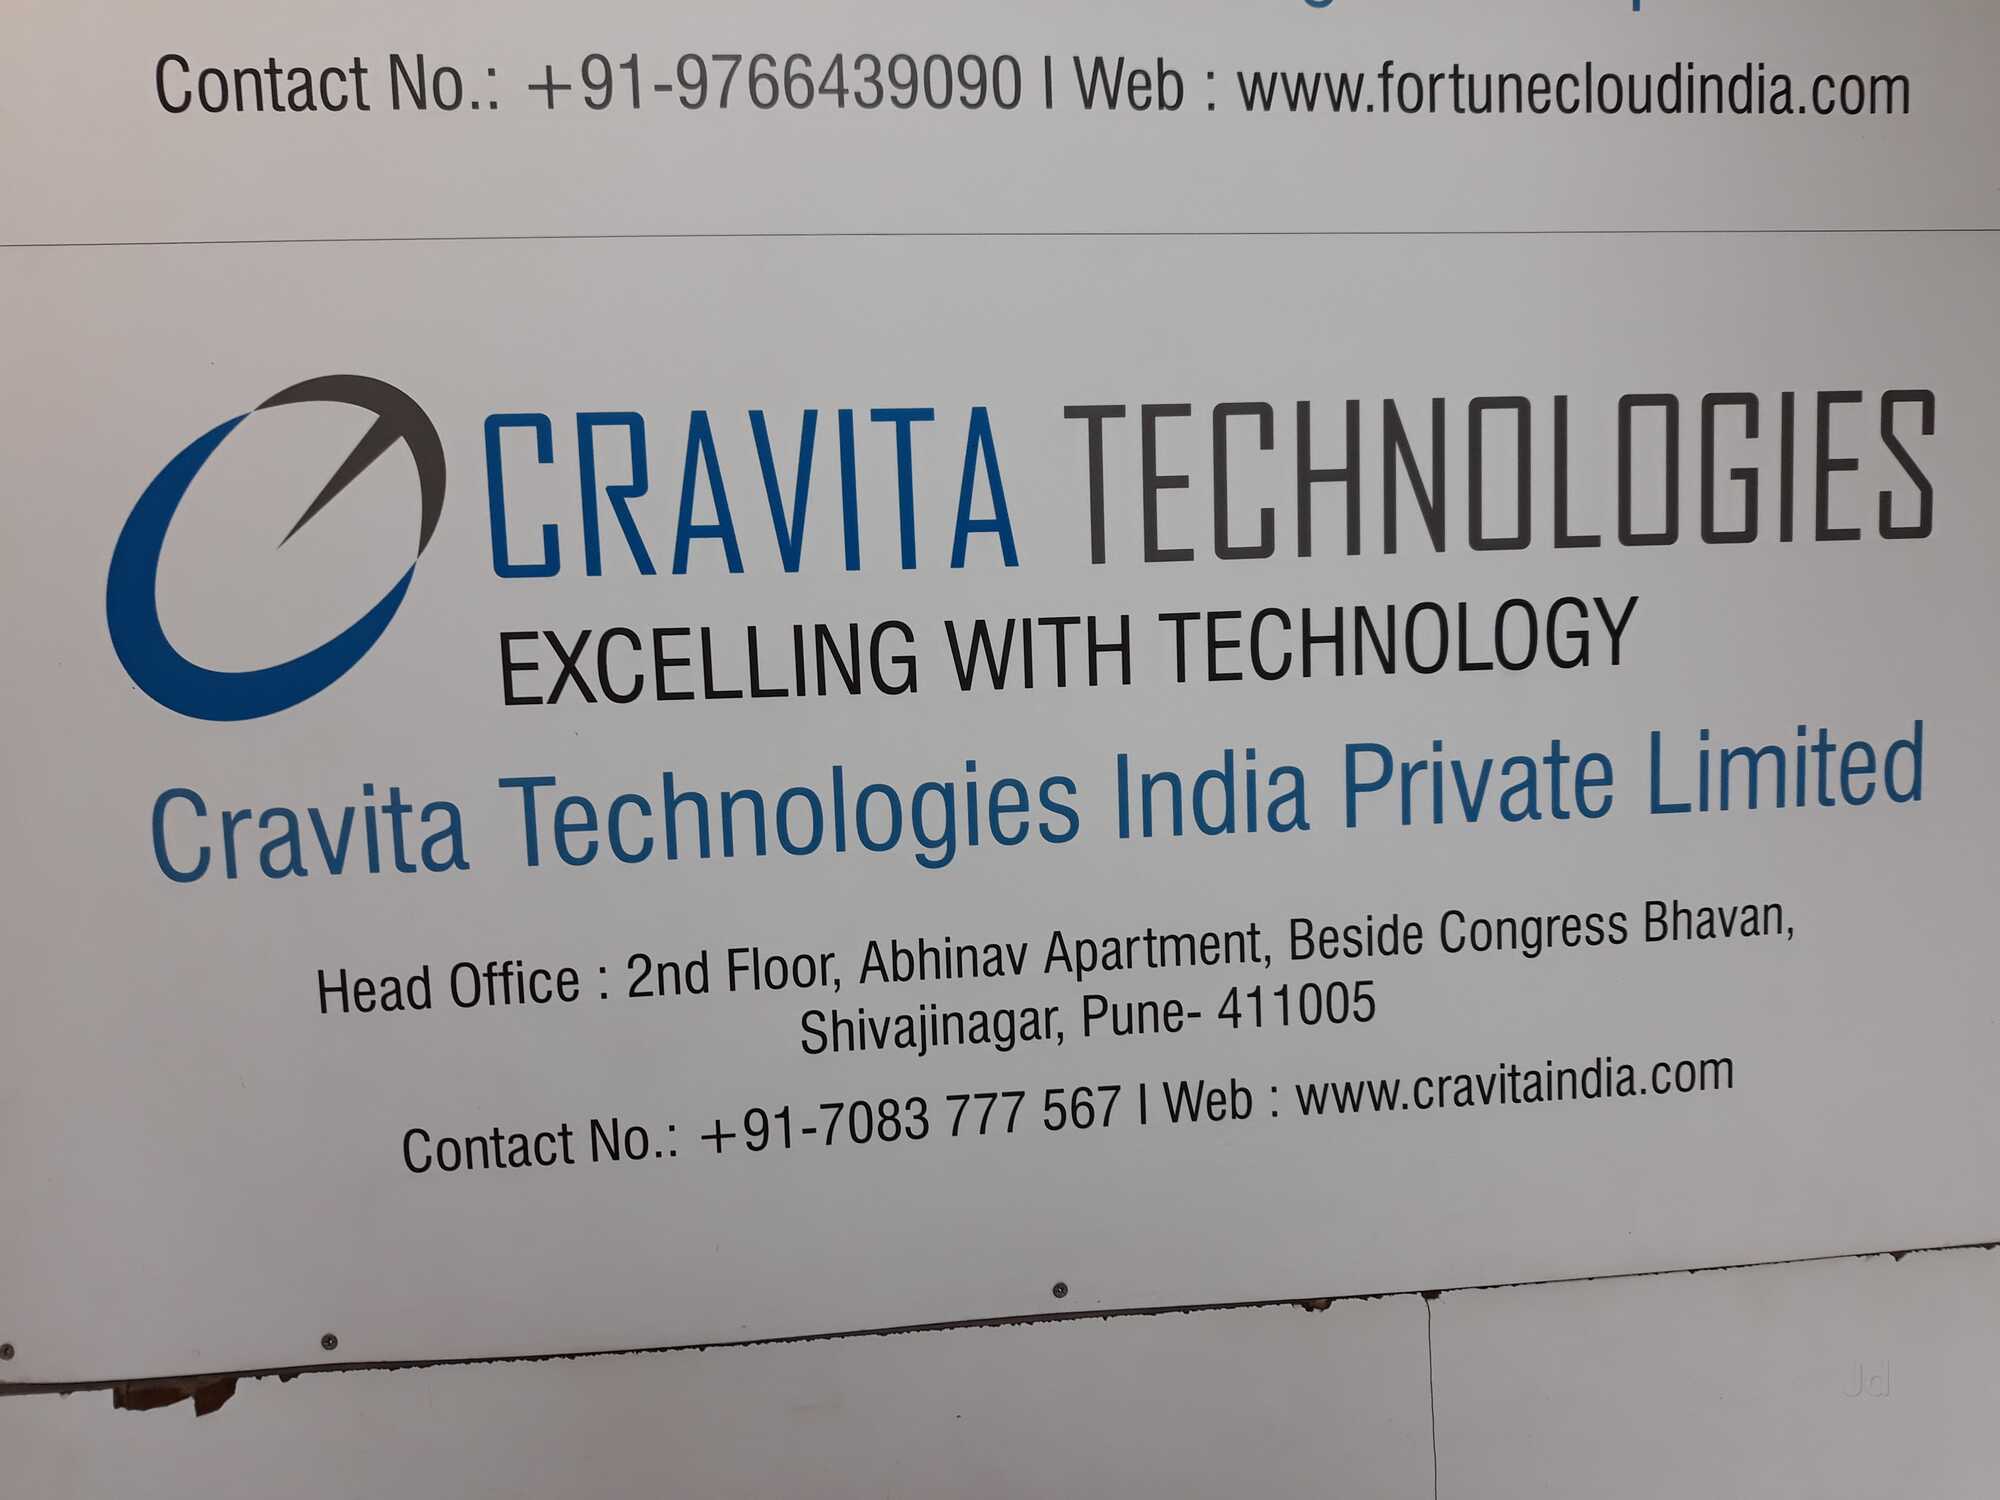 Contact No.: +91-9766439090 I Web : www.fortunecloudindia.com
CRAVITA TECHNOLOGIES
EXCELLING WITH TECHNOLOGY
Cravita Technologies India Private Limited
Head Office : 2nd Floor, Abhinav Apartment, Beside Congress Bhavan,
Shivajinagar, Pune- 411005
Contact No.: +91-7083 777 567 I Web : www.cravitaindia.com
Jd